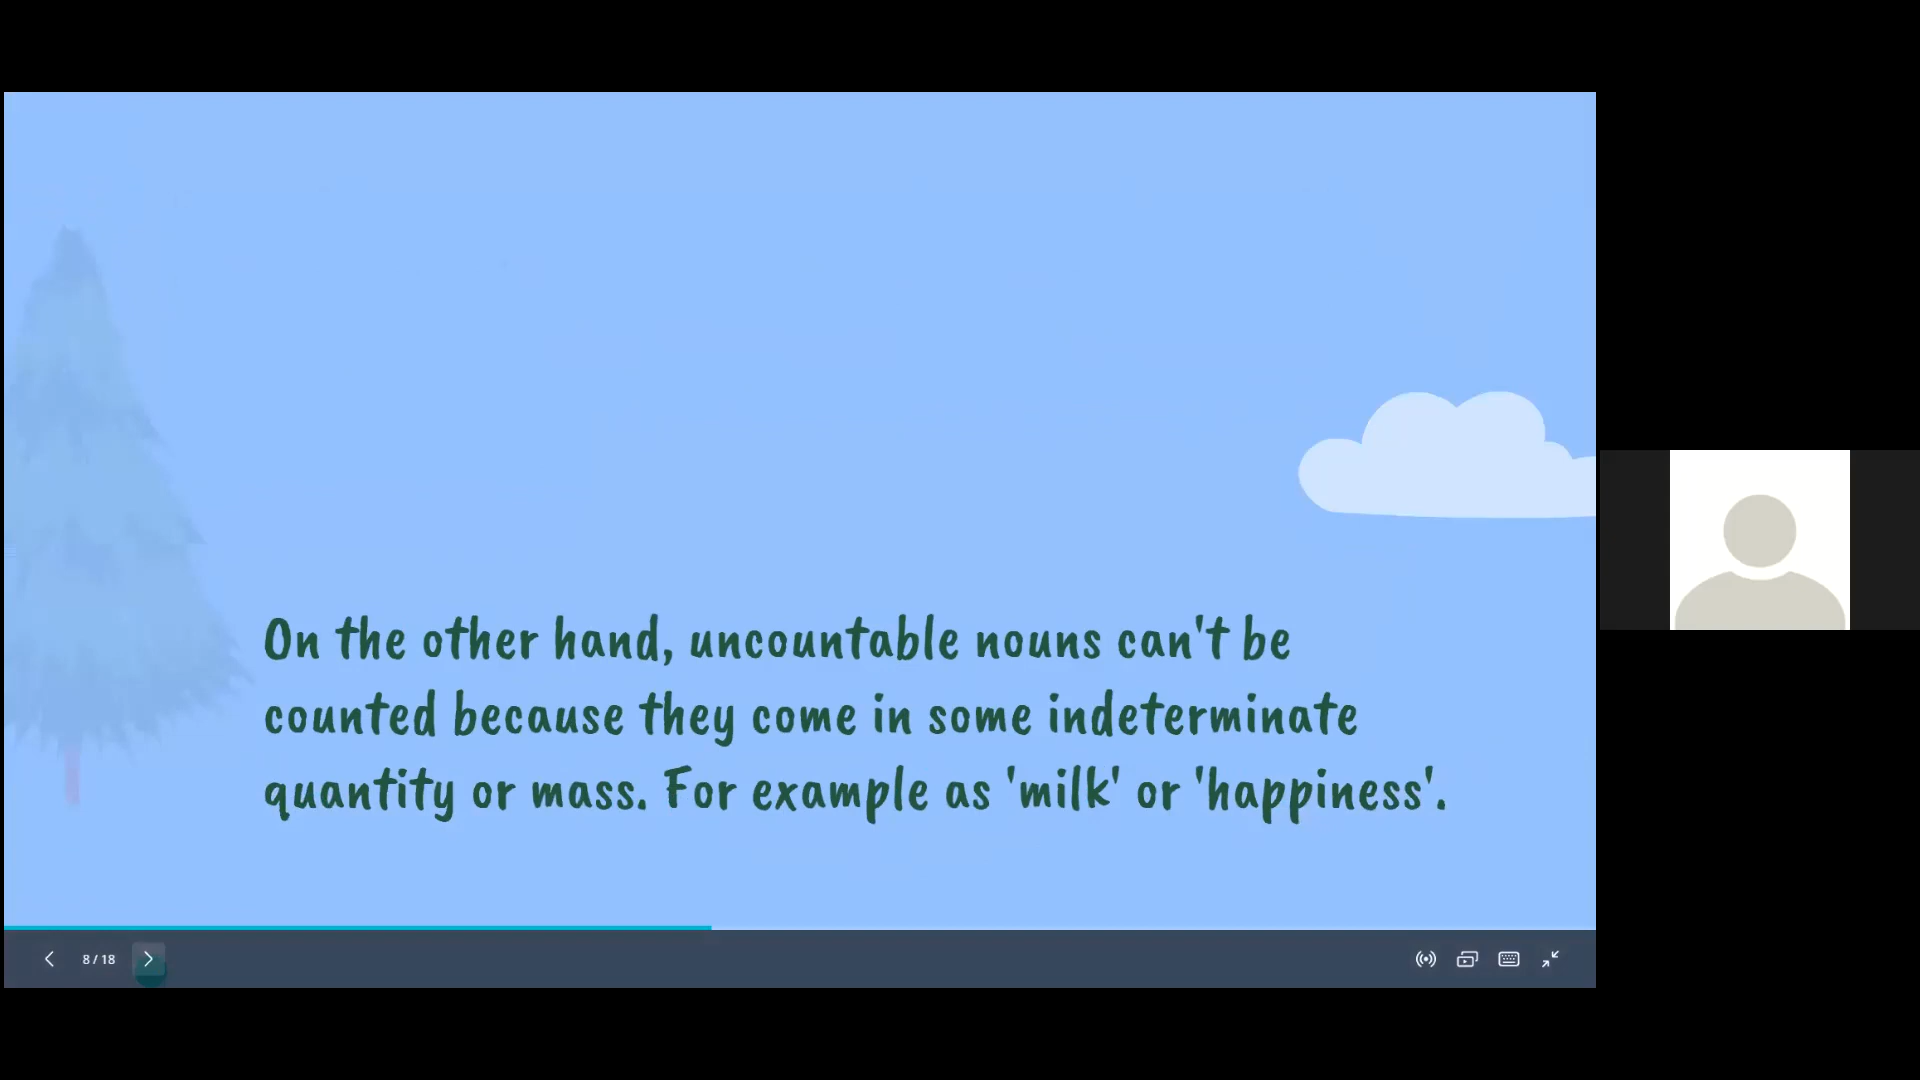 On the other hand, uncountable nouns can't be
counted because they come in some indeterminate
quantity or mass. For example as 'milk' or 'happiness'.
8 / 18